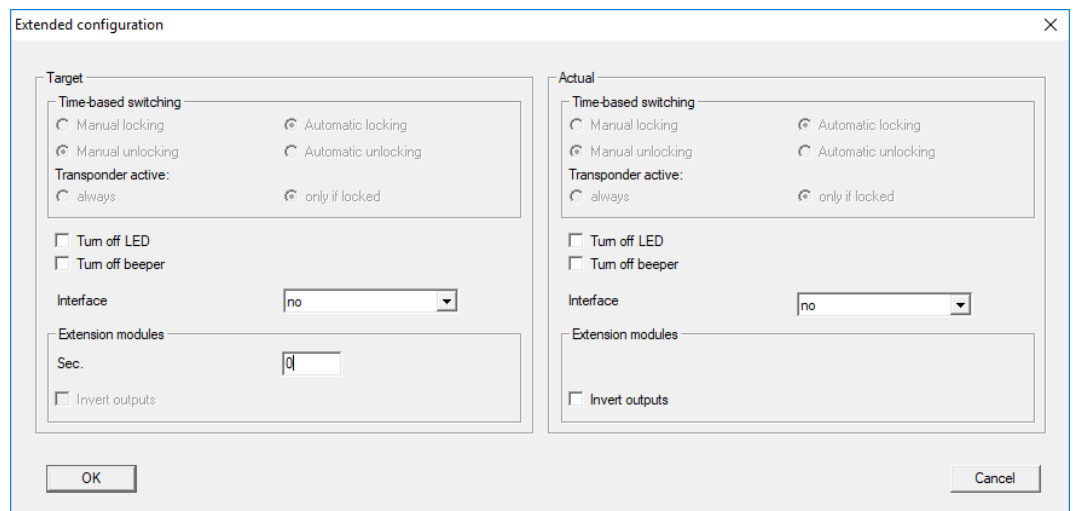 Extended configuration
Target
Time-based switching
Manual locking Automatic locking
Manual unlocking Automatic unlocking
Transponder active:
always only if locked
Turn off LED
Turn off beeper
Interface no
Extension modules
Sec. 0
Invert outputs
Actual
Time-based switching
Manual locking Automatic locking
Manual unlocking Automatic unlocking
Transponder active:
always only if locked
Turn off LED
Turn off beeper
Interface no
Extension modules
Invert outputs
OK Cancel